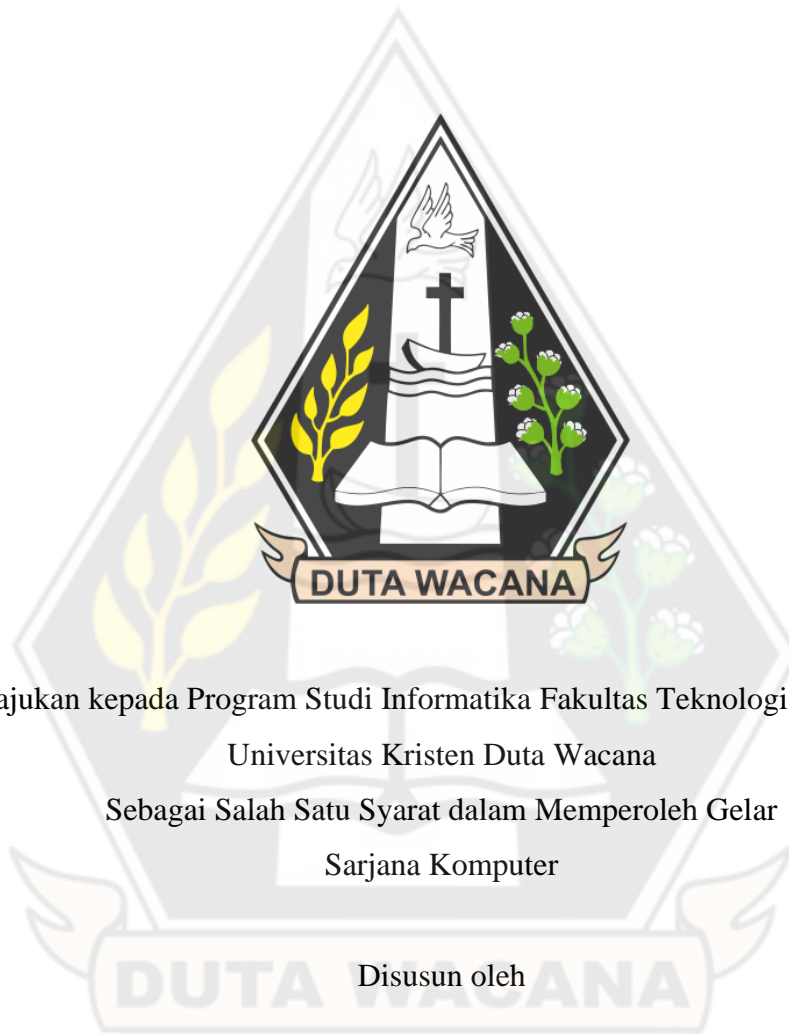 DUTA WACANA
ajukan kepada Program Studi Informatika Fakultas Teknologi
Universitas Kristen Duta Wacana
Sebagai Salah Satu Syarat dalam Memperoleh Gelar
Sarjana Komputer
Disusun oleh
DUTA WACANA